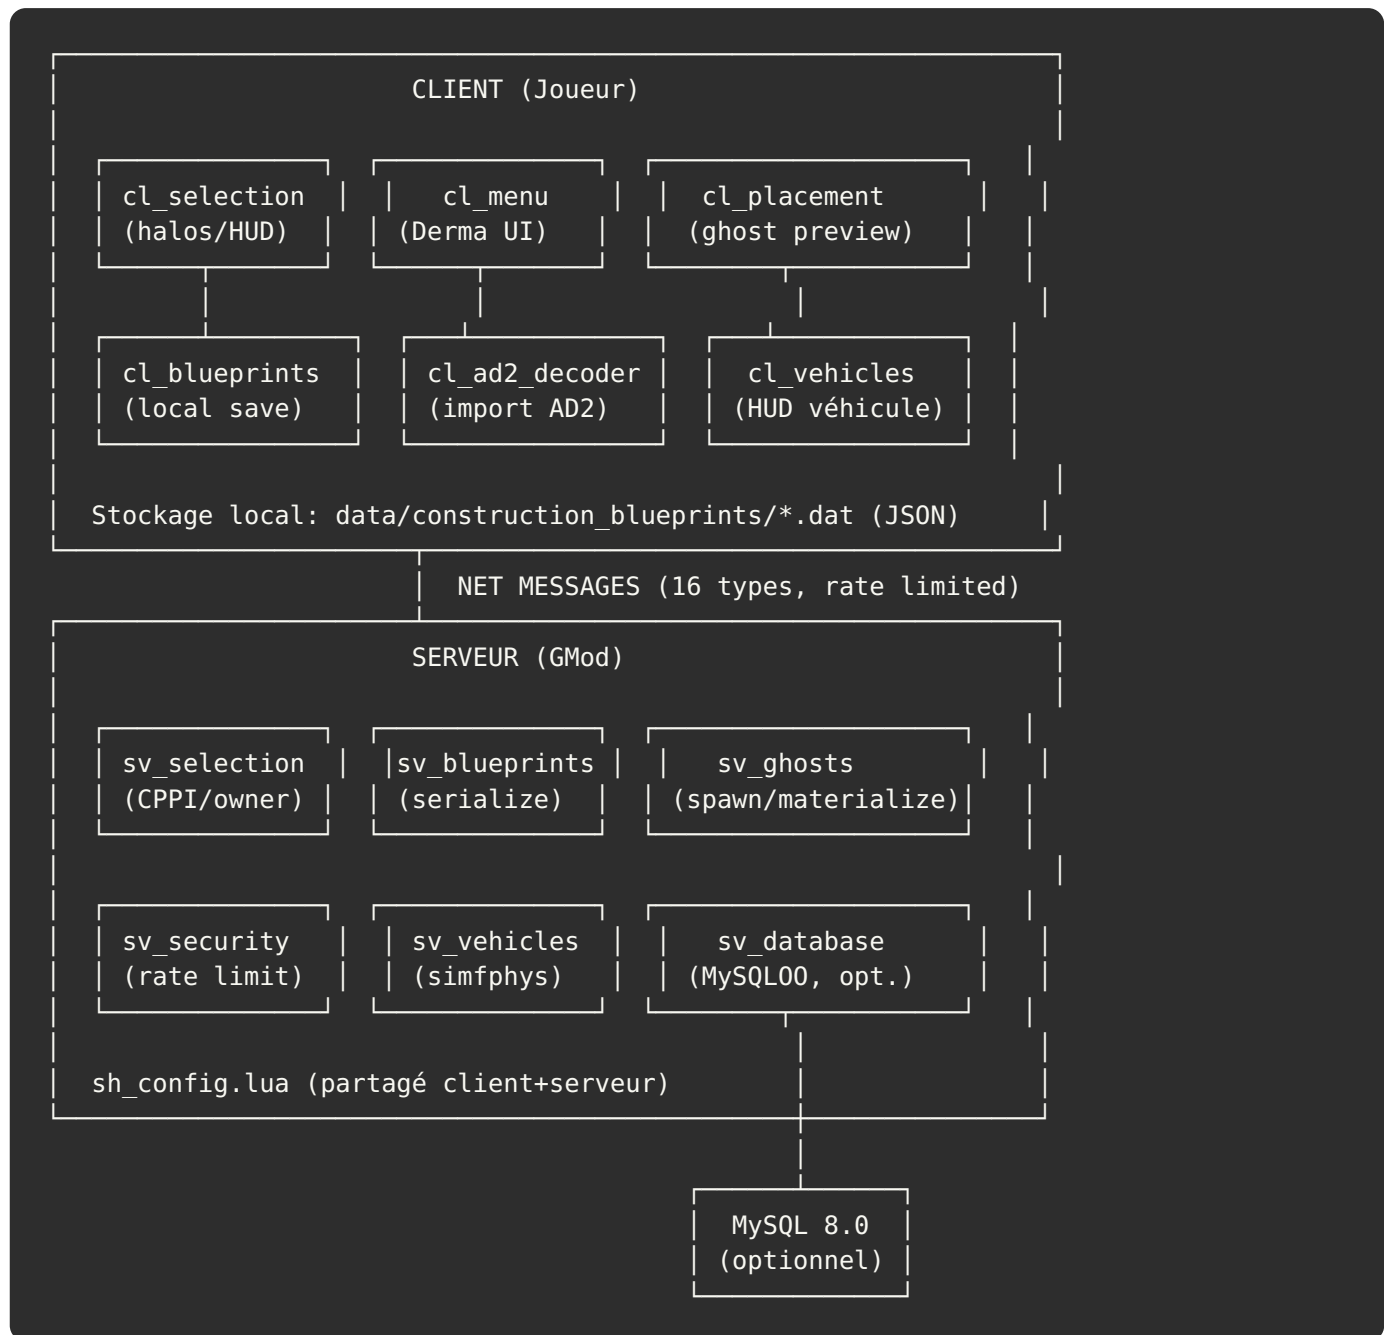 CLIENT (Joueur)
cl_selection cl_menu cl_placement
(halos/HUD) (Derma UI) (ghost preview)
cl_blueprints cl_ad2_decoder cl_vehicles
(local save) (import AD2) (HUD véhicule)
Stockage local: data/construction_blueprints/*.dat (JSON)
NET MESSAGES (16 types, rate limited)
SERVEUR (GMod)
sv_selection sv_blueprints sv_ghosts
(CPPI/owner) (serialize) (spawn/materialize)
sv_security sv_vehicles sv_database
(rate limit) (simfphys) (MySQLOO, opt.)
sh_config.lua (partagé client+serveur)
MySQL 8.0
(optionnel)